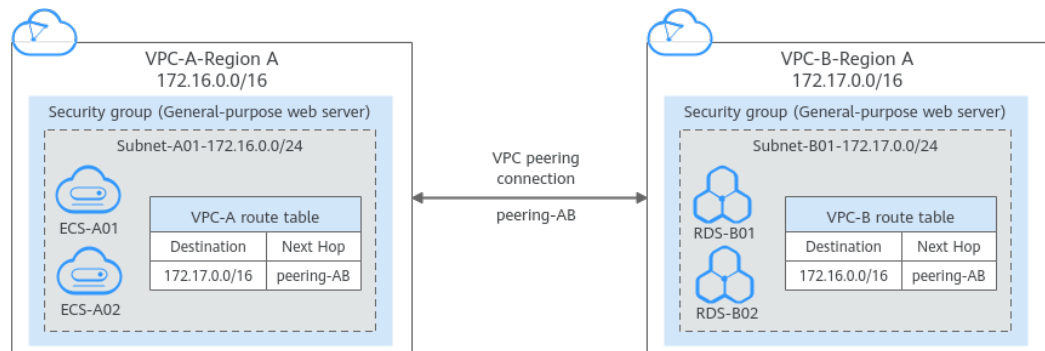 VPC-A-Region A
172.16.0.0/16
Security group (General-purpose web server)
Subnet-A01-172.16.0.0/24
ECS-A01
ECS-A02
VPC-A route table
Destination Next Hop
172.17.0.0/16 peering-AB
VPC peering
connection
peering-AB
VPC-B-Region A
172.17.0.0/16
Security group (General-purpose web server)
Subnet-B01-172.17.0.0/24
RDS-B01
RDS-B02
VPC-B route table
Destination Next Hop
172.16.0.0/16 peering-AB